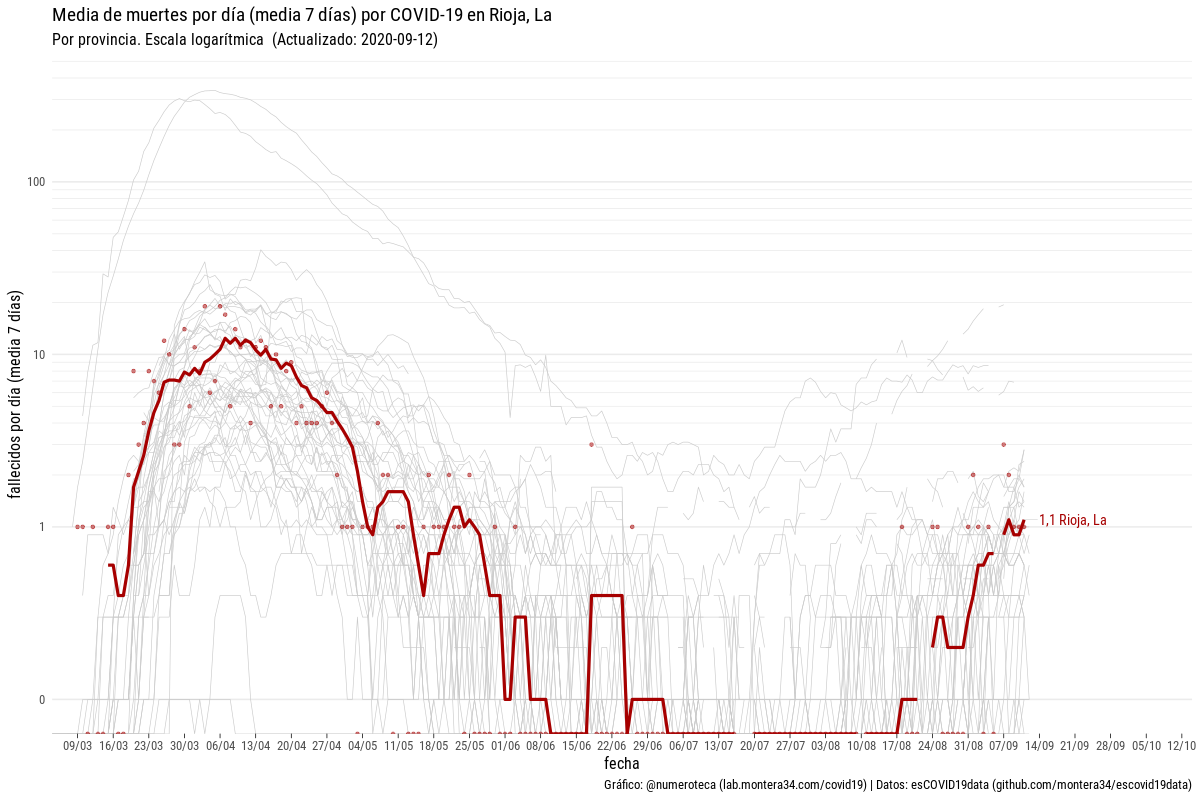 Media de muertes por día (media 7 días) por COVID-19 en Rioja, La
Por provincia. Escala logarítmica (Actualizado: 2020-09-12)
fallecidos por día (media 7 días)
100
10
1
0
1,1 Rioja, La
09/03 16/03 23/03 30/03 06/04 13/04 20/04 27/04 04/05 11/05 18/05 25/05 01/06 08/06 15/06 22/06 29/06 06/07 13/07 20/07 27/07 03/08 10/08 17/08 24/08 31/08 07/09 14/09 21/09 28/09 05/10 12/10
fecha
Gráfico: @numeroteca (lab.montera34.com/covid19) | Datos: esCOVID19data (github.com/montera34/escovid19data)